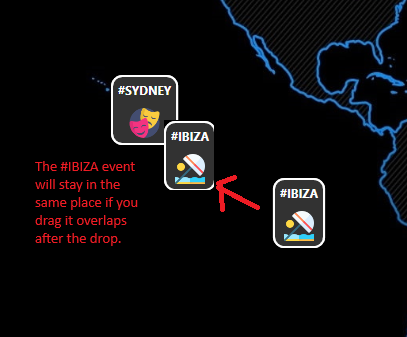 #SYDNEY
#IBIZA
The #IBIZA event
will stay in the
same place if you
drag it overlaps
after the drop.
#IBIZA